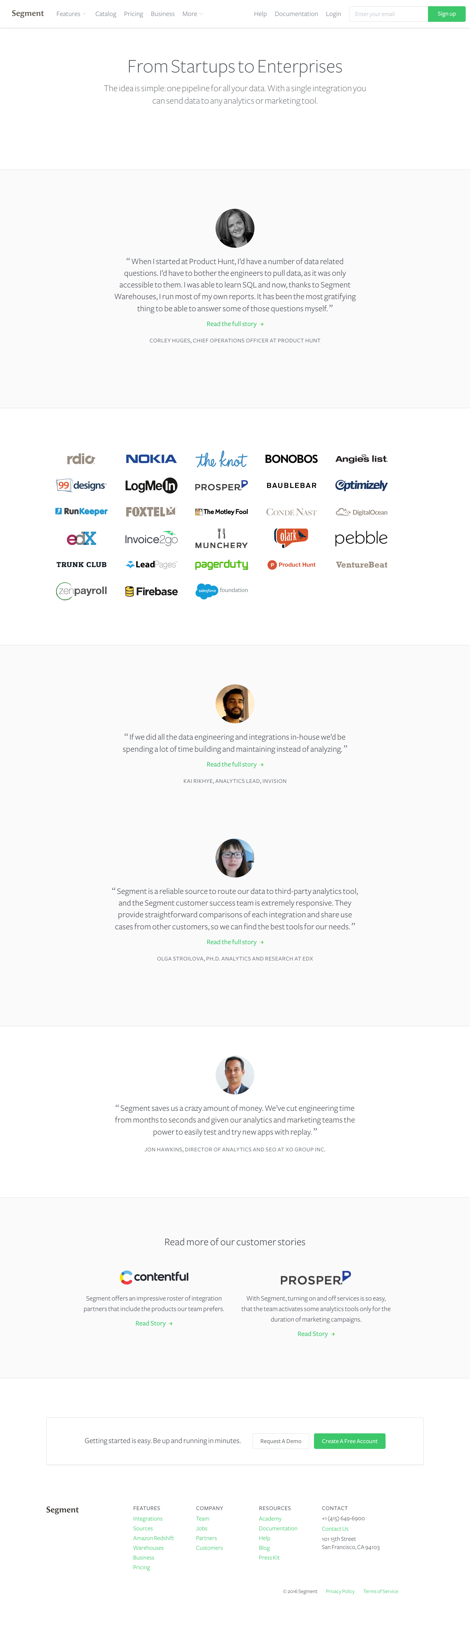 Segment Features Catalog Pricing Business More Help Documentation Login Enter your email Sign up
From Startups to Enterprises
The idea is simple: one pipeline for all your data. With a single integration you
can send data to any analytics or marketing tool.
“ When I started at Product Hunt, I’d have a number of data related
questions. I’d have to bother the engineers to pull data, as it was only
accessible to them. I was able to learn SQL and now, thanks to Segment
Warehouses, I run most of my own reports. It has been the most gratifying
thing to be able to answer some of those questions myself. ”
Read the full story →
CORLEY HUGES, CHIEF OPERATIONS OFFICER AT PRODUCT HUNT
rdio NOKIA the knot BONOBOS Angie's list.
99 designs LogMeIn PROSPER BAUBLEBAR Optimizely
RunKeeper FOXTEL The Motley Fool CONDÉ NAST DigitalOcean
edX Invoice2go MUNCHERY olark pebble
TRUNK CLUB LeadPages pagerduty P Product Hunt VentureBeat
zenpayroll Firebase salesforce foundation
“ If we did all the data engineering and integrations in-house we’d be
spending a lot of time building and maintaining instead of analyzing. ”
Read the full story →
KAI RIKHYE, ANALYTICS LEAD, INVISION
“ Segment is a reliable source to route our data to third-party analytics tool,
and the Segment customer success team is extremely responsive. They
provide straightforward comparisons of each integration and share use
cases from other customers, so we can find the best tools for our needs. ”
Read the full story →
OLGA STROILOVA, PH.D. ANALYTICS AND RESEARCH AT EDX
“ Segment saves us a crazy amount of money. We’ve cut engineering time
from months to seconds and given our analytics and marketing teams the
power to easily test and try new apps with replay. ”
JON HAWKINS, DIRECTOR OF ANALYTICS AND SEO AT XO GROUP INC.
Read more of our customer stories
contentful
Segment offers an impressive roster of integration
partners that include the products our team prefers.
Read Story →
PROSPER
With Segment, turning on and off services is so easy,
that the team activates some analytics tools only for the
duration of marketing campaigns.
Read Story →
Getting started is easy. Be up and running in minutes. Request A Demo Create A Free Account
Segment
FEATURES
Integrations
Sources
Amazon Redshift
Warehouses
Business
Pricing
COMPANY
Team
Jobs
Partners
Customers
RESOURCES
Academy
Documentation
Help
Blog
Press Kit
CONTACT
+1 (415) 649-6900
Contact Us
101 15th Street
San Francisco, CA 94103
© 2016 Segment Privacy Policy Terms of Service